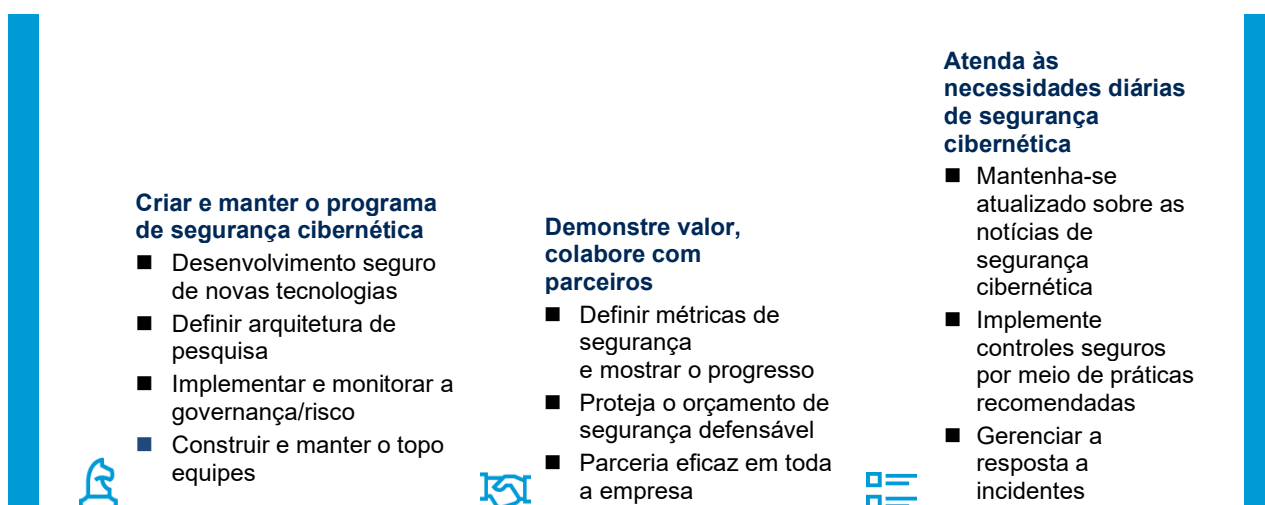 Criar e manter o programa
de segurança cibernética
Desenvolvimento seguro
de novas tecnologias
Definir arquitetura de
pesquisa
Implementar e monitorar a
governança/risco
Construir e manter o topo
equipes
Demonstre valor,
colabore com
parceiros
Definir métricas de
segurança
e mostrar o progresso
Proteja o orçamento de
segurança defensável
Parceria eficaz em toda
a empresa
Atenda às
necessidades diárias
de segurança
cibernética
Mantenha-se
atualizado sobre as
notícias de
segurança
cibernética
Implemente
controles seguros
por meio de práticas
recomendadas
Gerenciar a
resposta a
incidentes